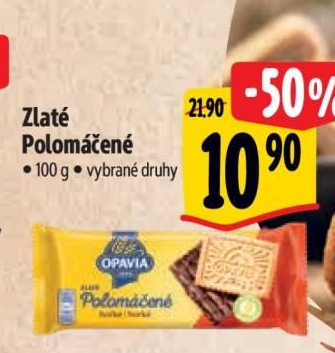 Zlaté
Polomáčené
• 100 g • vybrané druhy
21.90
-50%
10 90
OPAVIA
ZLATÉ
Polomáčené